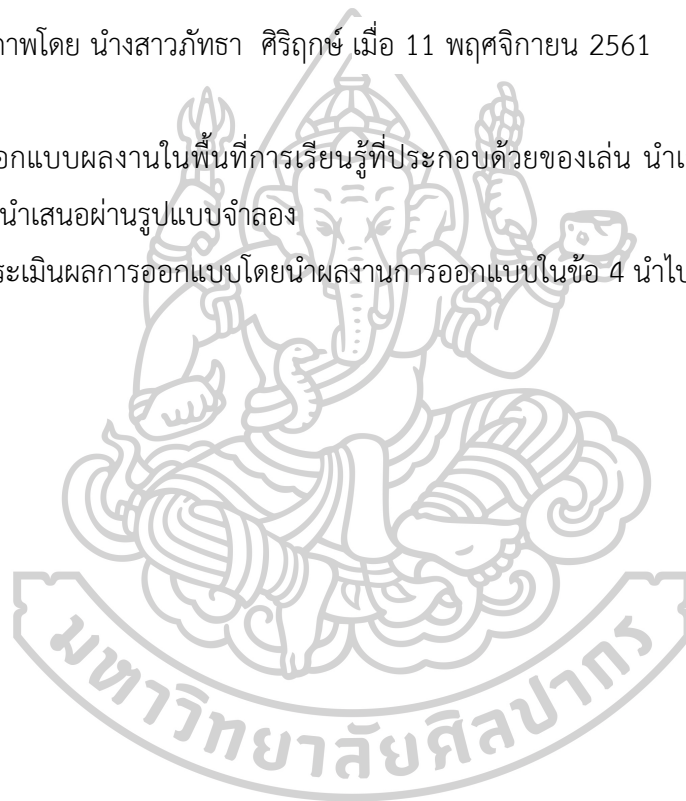 าพโดย นำงสาวภัทธา ศิริฤกษ์ เมื่อ 11 พฤศจิกายน 2561
อกแบบผลงานในพื้นที่การเรียนรู้ที่ประกอบด้วยของเล่น นำเ
นำเสนอผ่านรูปแบบจำลอง
ระเมินผลการออกแบบโดยนำผลงานการออกแบบในข้อ 4 นำไป
มหาวิทยาลัยศิลปากร